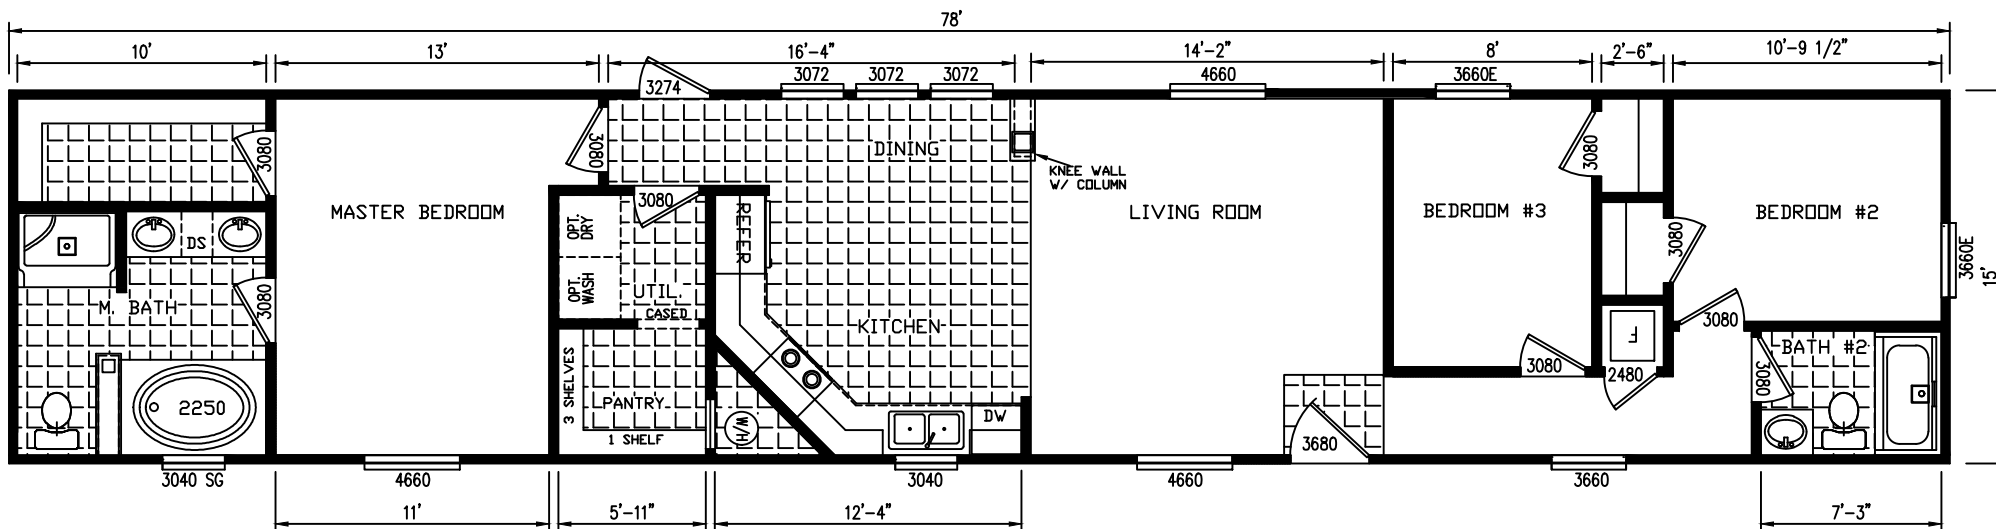 78'
10'
13'
16'-4"
14'-2"
8'
2'-6"
10'-9 1/2"
3274
3072
3072
3072
4660
3660E
3080
3080
DINING
KNEE WALL
W/ COLUMN
3080
MASTER BEDROOM
3080
OPT.
DRY
REFER
LIVING ROOM
BEDROOM #3
BEDROOM #2
DS
3080
3660E
15'
M. BATH
3080
OPT.
WASH
UTIL.
CASED
KITCHEN
3080
F
BATH #2
3080
2480
3080
2250
3 SHELVES
PANTRY
1 SHELF
W/H
DW
3680
3040 SG
4660
3040
4660
3660
11'
5'-11"
12'-4"
7'-3"